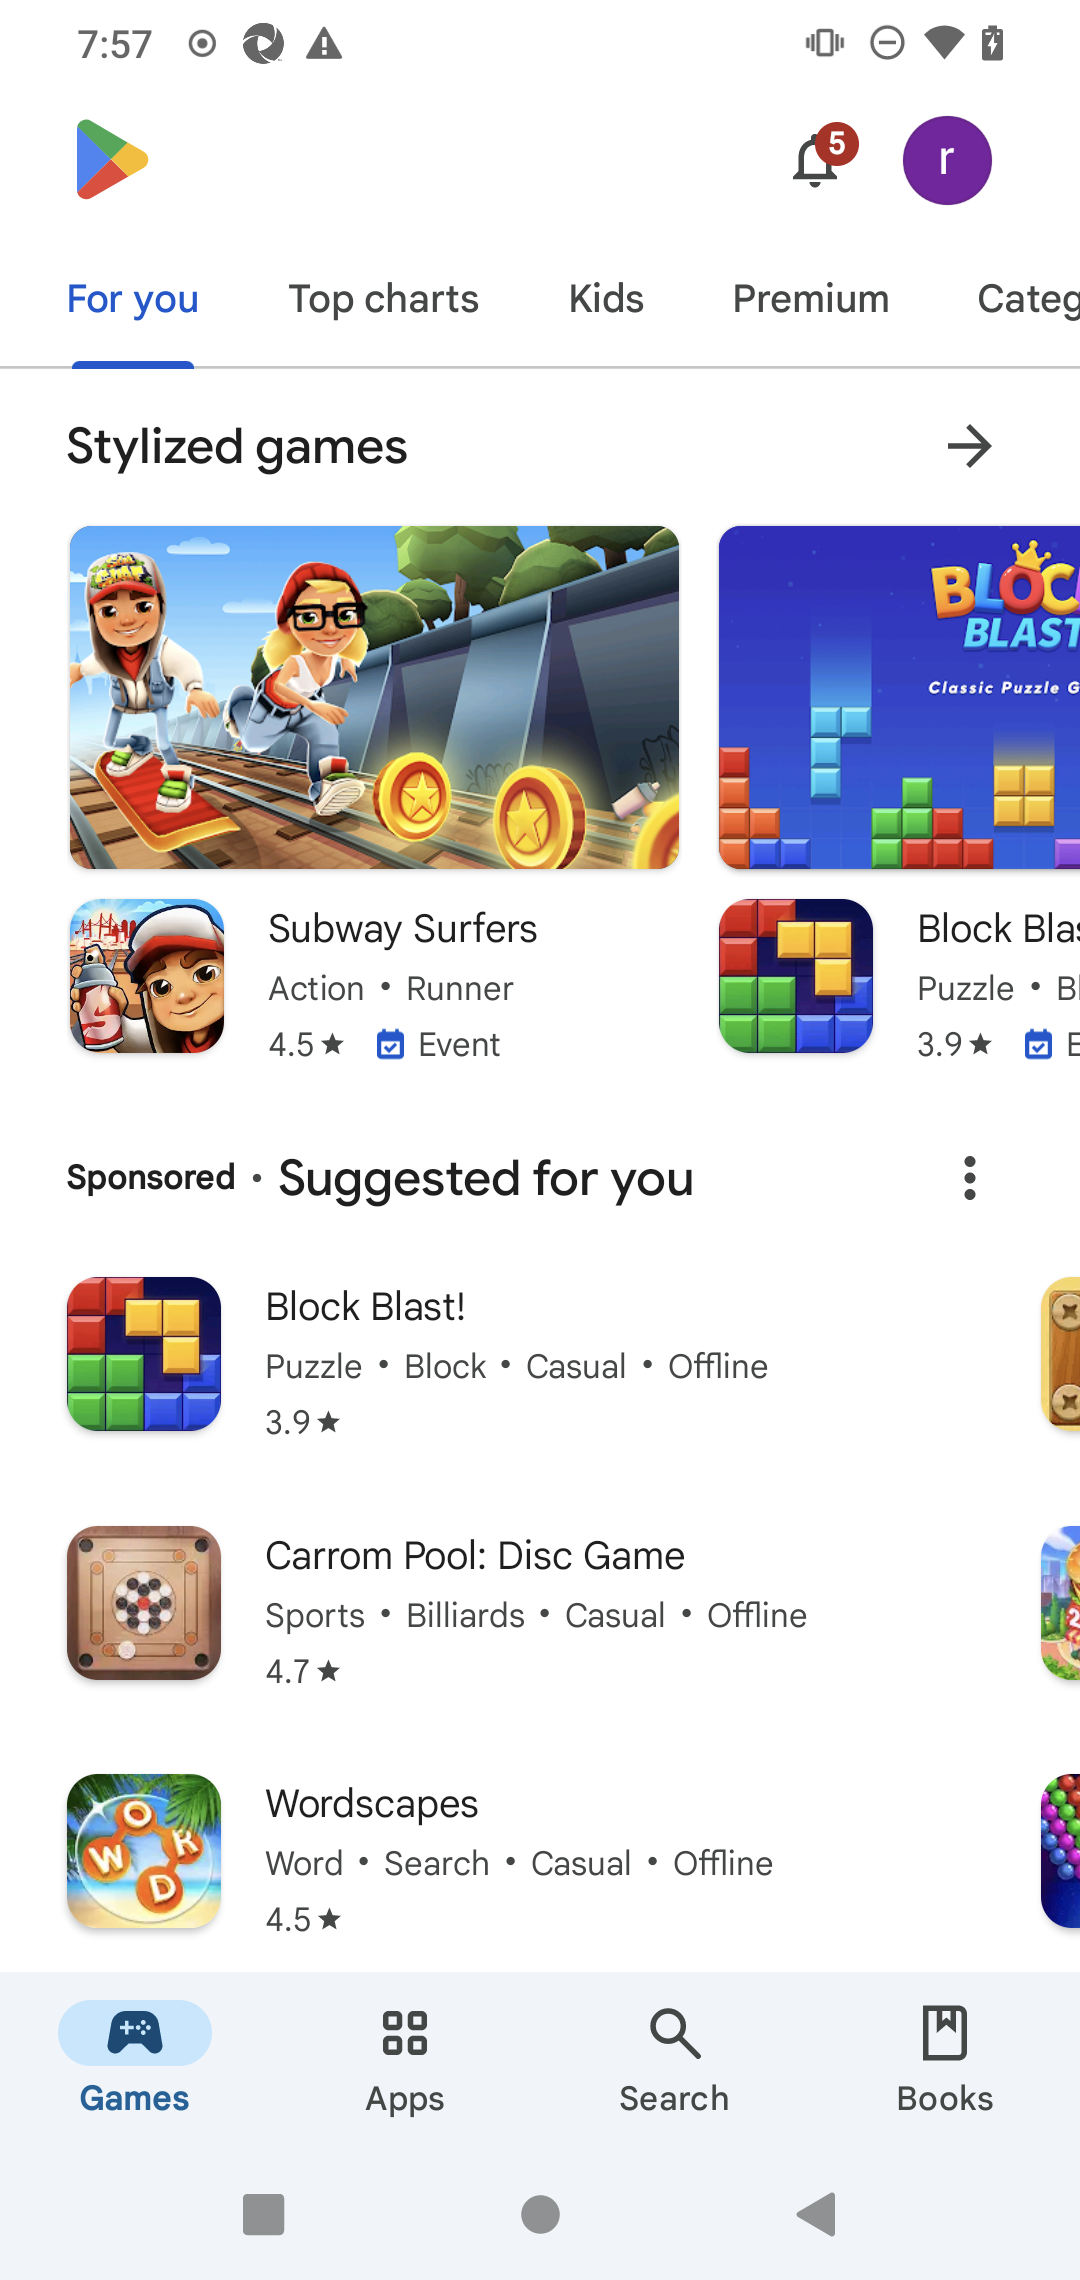 7:57
5
r
For you
Top charts
Kids
Premium
Categ
Stylized games
BLOC
BLAST
Classic Puzzle G
Subway Surfers
Action • Runner
4.5 ★ Event
Block Blas
Puzzle • Bl
3.9 ★ E
Sponsored • Suggested for you
Block Blast!
Puzzle • Block • Casual • Offline
3.9 ★
Carrom Pool: Disc Game
Sports • Billiards • Casual • Offline
4.7 ★
WORD
Wordscapes
Word • Search • Casual • Offline
4.5 ★
Games
Apps
Search
Books